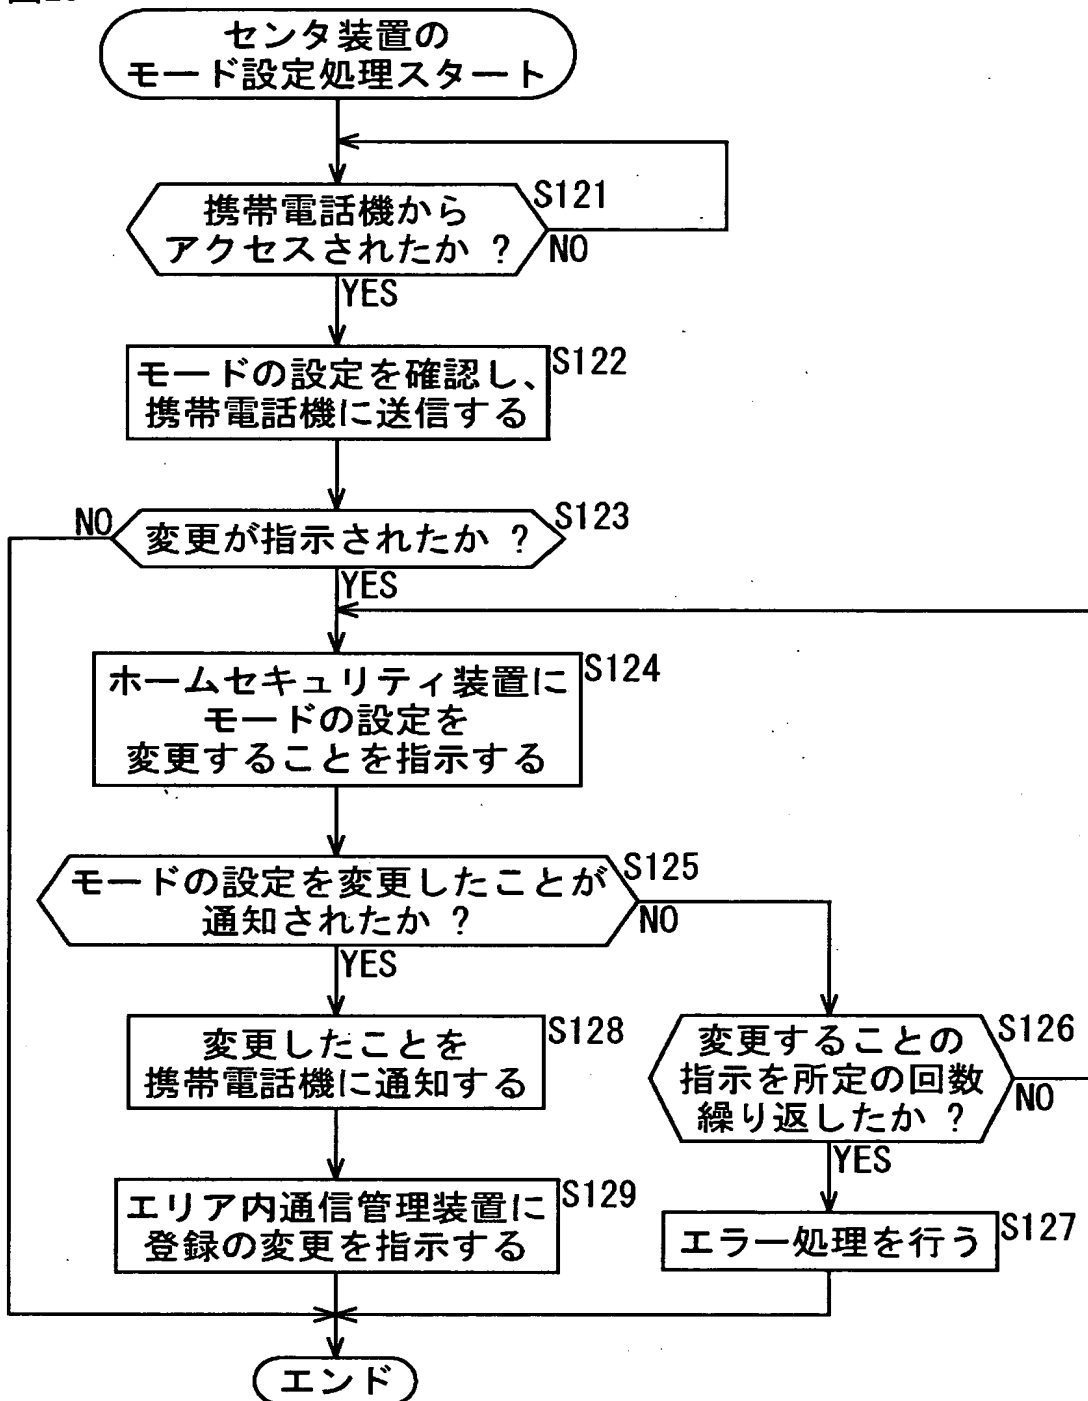 センタ装置の
モード設定処理スタート
携帯電話機から
アクセスされたか ?
S121
NO
YES
モードの設定を確認し、
携帯電話機に送信する
S122
変更が指示されたか ?
S123
NO
YES
ホームセキュリティ装置に
モードの設定を
変更することを指示する
S124
モードの設定を変更したことが
通知されたか ?
S125
NO
YES
変更することの
指示を所定の回数
繰り返したか ?
S126
NO
YES
エラー処理を行う
S127
変更したことを
携帯電話機に通知する
S128
エリア内通信管理装置に
登録の変更を指示する
S129
エンド